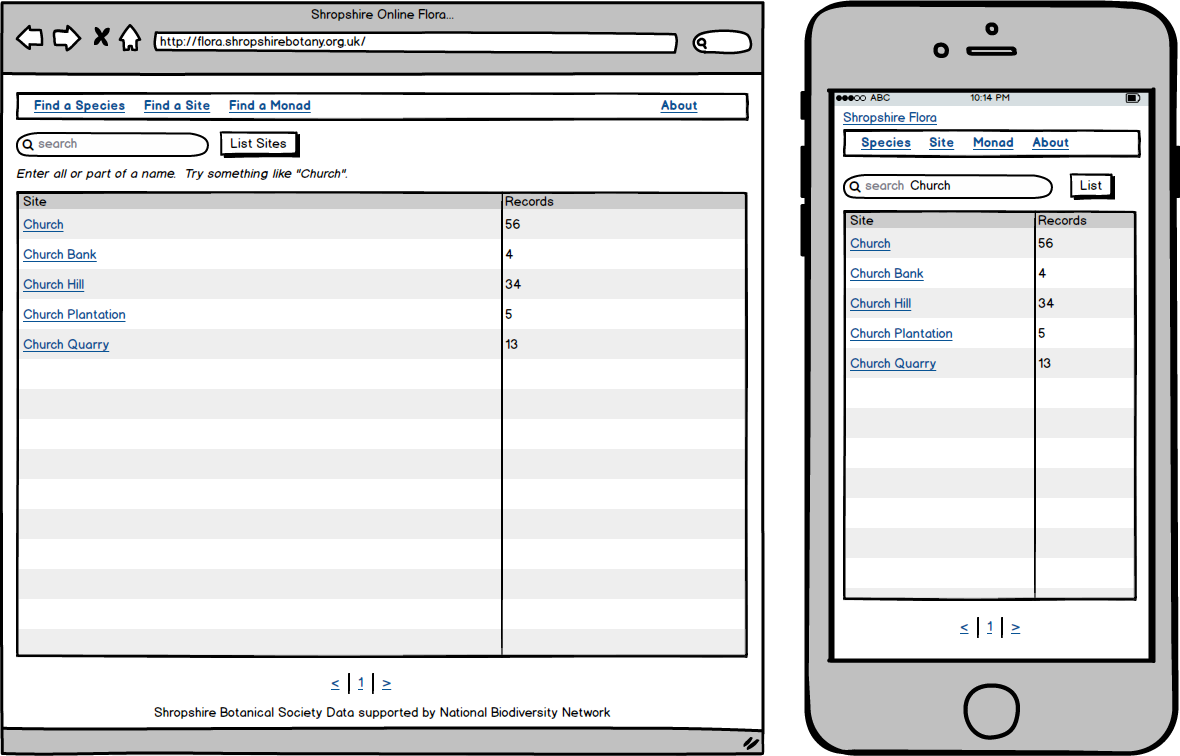 Shropshire Online Flora...
http://flora.shropshirebotany.org.uk/
Find a Species Find a Site Find a Monad About
search List Sites
Enter all or part of a name. Try something like "Church".
Site Records
Church 56
Church Bank 4
Church Hill 34
Church Plantation 5
Church Quarry 13
< 1 >
Shropshire Botanical Society Data supported by National Biodiversity Network
ABC 10:14 PM
Shropshire Flora
Species Site Monad About
search Church List
Site Records
Church 56
Church Bank 4
Church Hill 34
Church Plantation 5
Church Quarry 13
< 1 >